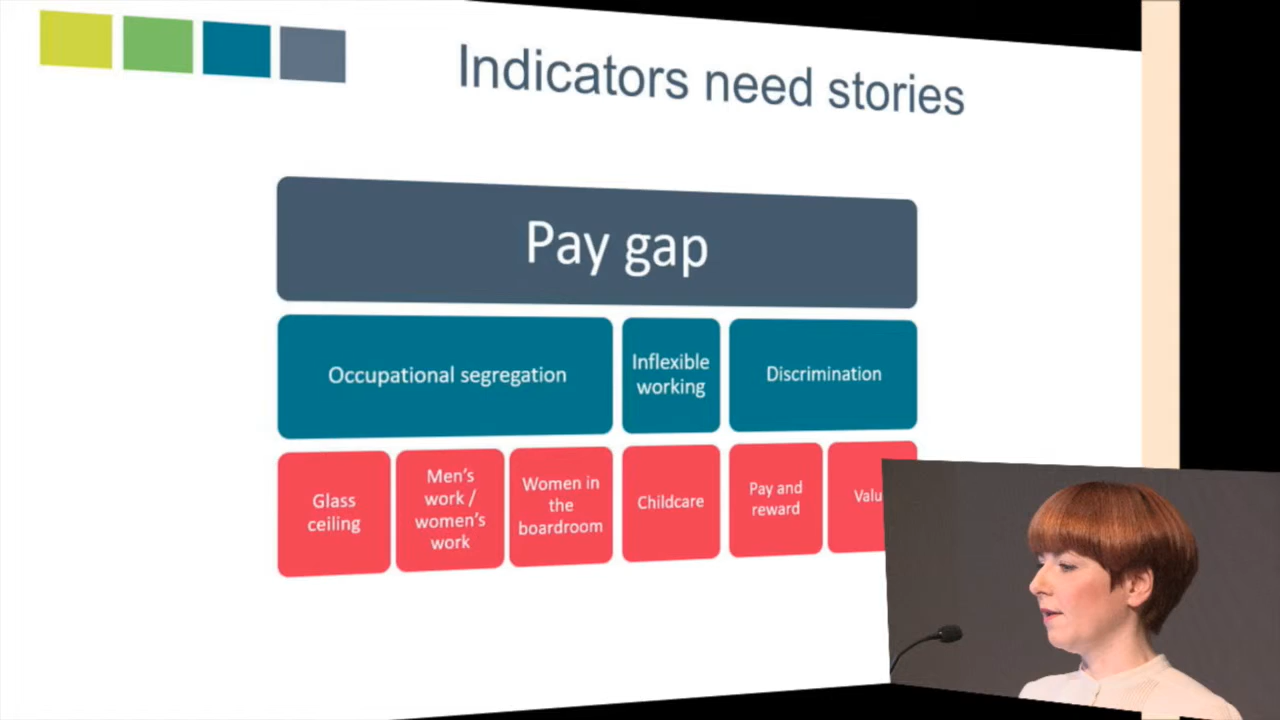 Indicators need stories
Pay gap
Occupational segregation
Inflexible
working
Discrimination
Glass
ceiling
Men's
work /
women's
work
Women in
the
boardroom
Childcare
Pay and
reward